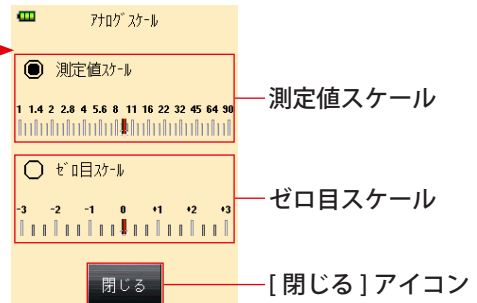 アナログスケール
測定値スケール
1 1.4 2 2.8 4 5.6 8 11 16 22 32 45 64 90
測定値スケール
ゼロ目スケール
-3 -2 -1 0 +1 +2 +3
ゼロ目スケール
閉じる
[ 閉じる ] アイコン